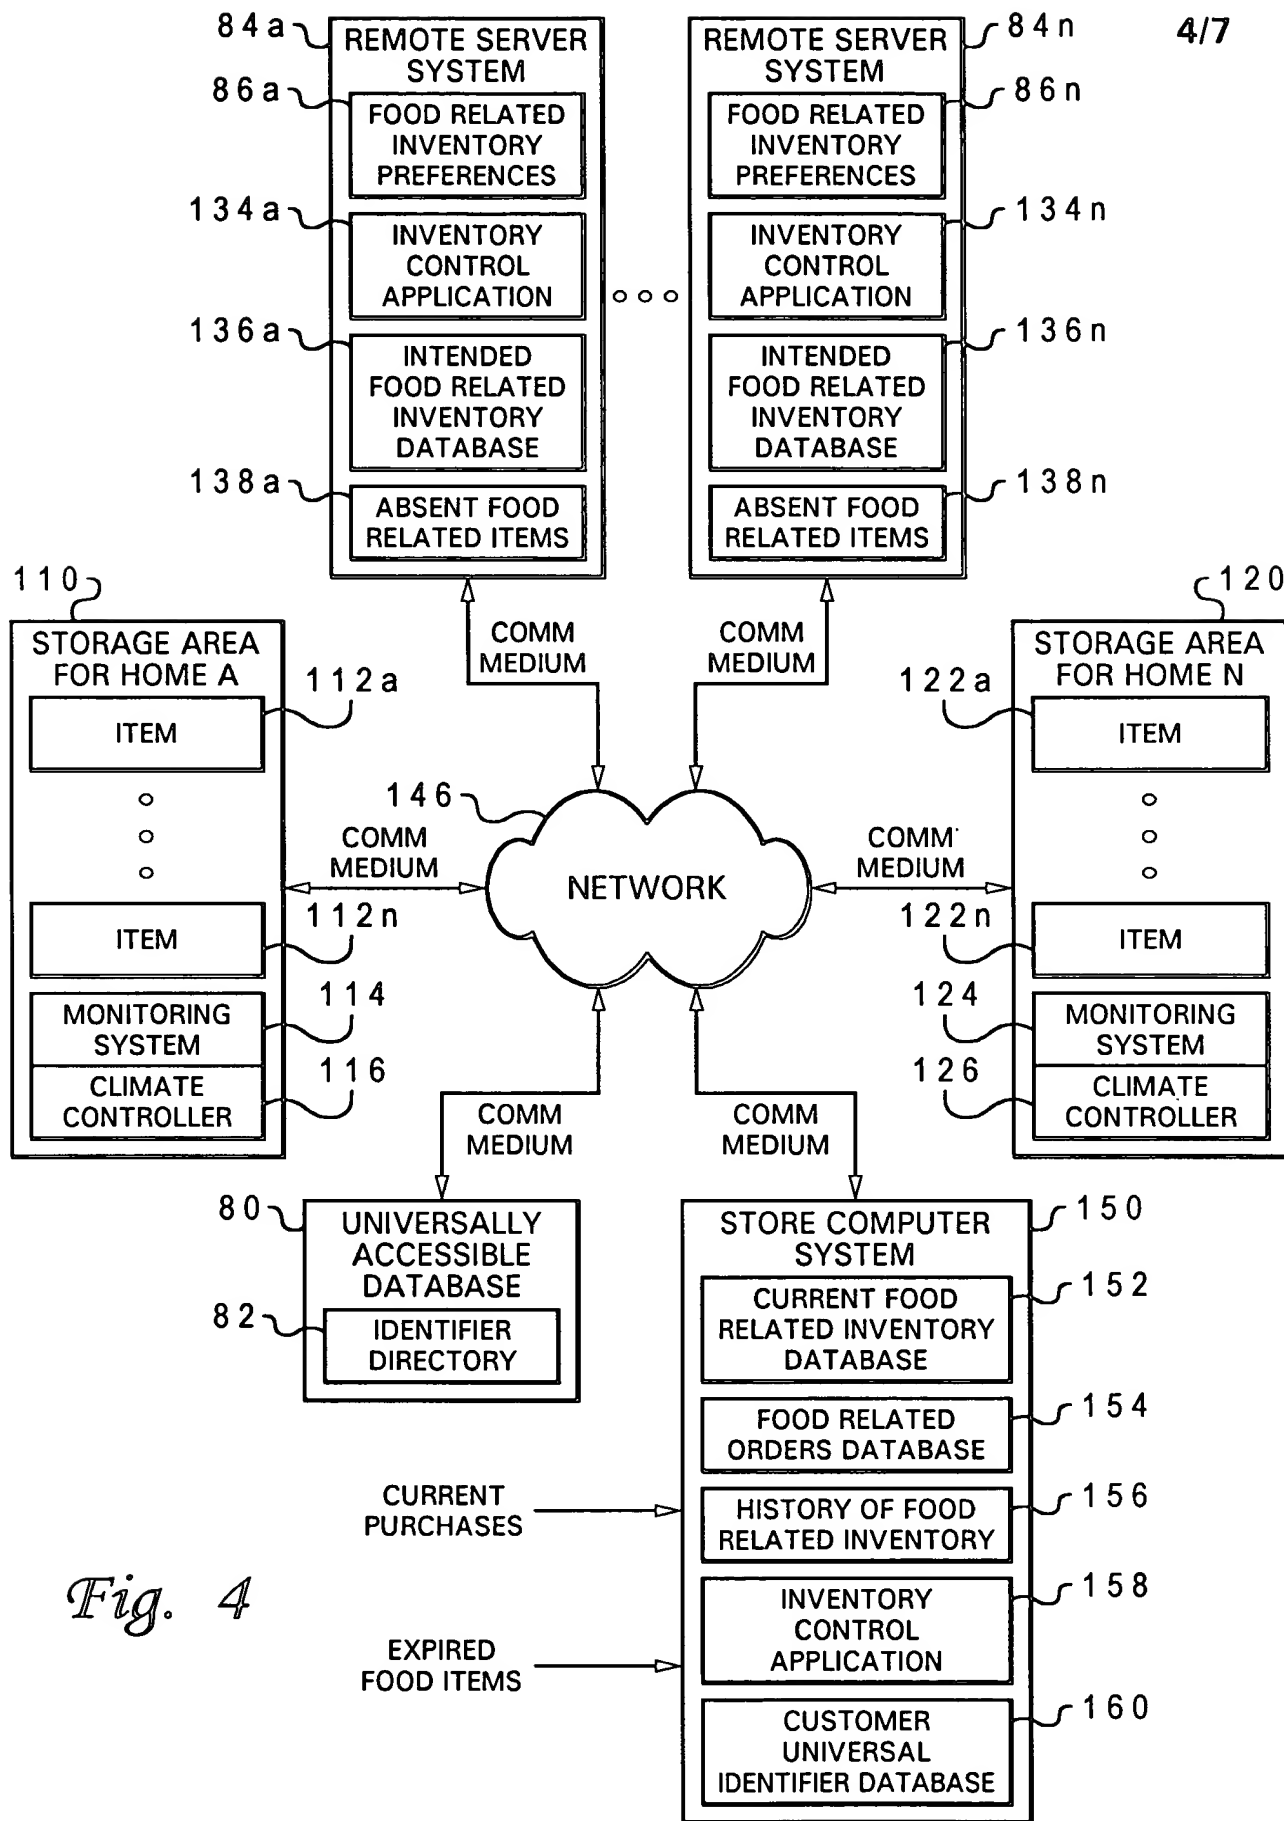 4/7
84a
REMOTE SERVER
SYSTEM
86a
FOOD RELATED
INVENTORY
PREFERENCES
134a
INVENTORY
CONTROL
APPLICATION
136a
INTENDED
FOOD RELATED
INVENTORY
DATABASE
138a
ABSENT FOOD
RELATED ITEMS
84n
REMOTE SERVER
SYSTEM
86n
FOOD RELATED
INVENTORY
PREFERENCES
134n
INVENTORY
CONTROL
APPLICATION
136n
INTENDED
FOOD RELATED
INVENTORY
DATABASE
138n
ABSENT FOOD
RELATED ITEMS
COMM
MEDIUM
COMM
MEDIUM
110
STORAGE AREA
FOR HOME A
112a
ITEM
112n
ITEM
114
MONITORING
SYSTEM
116
CLIMATE
CONTROLLER
COMM
MEDIUM
146
NETWORK
COMM
MEDIUM
120
STORAGE AREA
FOR HOME N
122a
ITEM
122n
ITEM
124
MONITORING
SYSTEM
126
CLIMATE
CONTROLLER
COMM
MEDIUM
COMM
MEDIUM
80
UNIVERSALLY
ACCESSIBLE
DATABASE
82
IDENTIFIER
DIRECTORY
150
STORE COMPUTER
SYSTEM
152
CURRENT FOOD
RELATED INVENTORY
DATABASE
154
FOOD RELATED
ORDERS DATABASE
156
HISTORY OF FOOD
RELATED INVENTORY
158
INVENTORY
CONTROL
APPLICATION
160
CUSTOMER
UNIVERSAL
IDENTIFIER DATABASE
CURRENT
PURCHASES
EXPIRED
FOOD ITEMS
Fig. 4